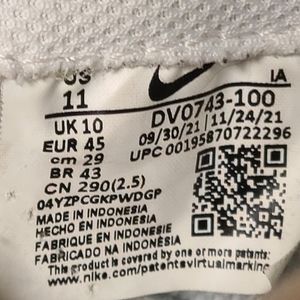 US
11
IA
UK 10
EUR 45
cm 29
BR 43
CN 290(2.5)
DV0743-100
09/30/21 11/24/21
UPC 00195870722296
04YZPCGKPWDGP
MADE IN INDONESIA
HECHO EN INDONESIA
FABRIQUE EN INDONESIE
FABRICADO NA INDONÉSIA
This product is covered by one or more patents:
www.nike.com/patents#virtualmarking